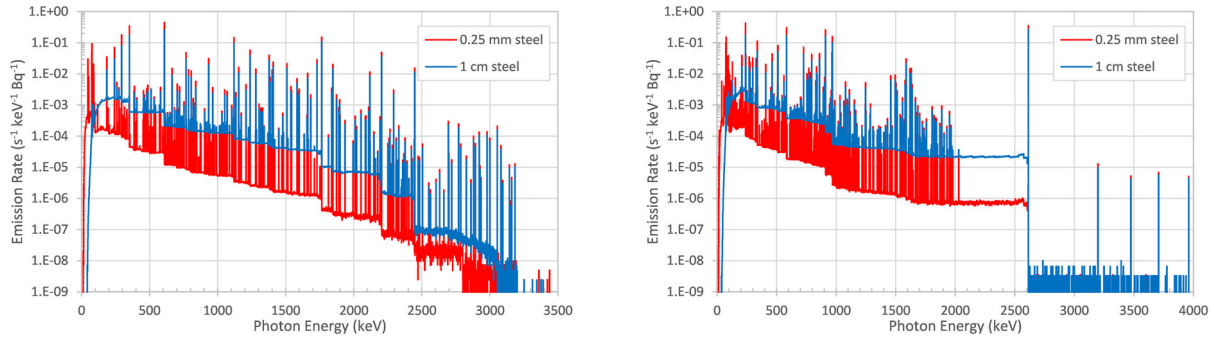 1.E+00
1.E-01
1.E-02
1.E-03
1.E-04
1.E-05
1.E-06
1.E-07
1.E-08
1.E-09
Emission Rate (s⁻¹ keV⁻¹ Bq⁻¹)
0.25 mm steel
1 cm steel
0 500 1000 1500 2000 2500 3000 3500
Photon Energy (keV)
1.E+00
1.E-01
1.E-02
1.E-03
1.E-04
1.E-05
1.E-06
1.E-07
1.E-08
1.E-09
Emission Rate (s⁻¹ keV⁻¹ Bq⁻¹)
0.25 mm steel
1 cm steel
0 500 1000 1500 2000 2500 3000 3500 4000
Photon Energy (keV)